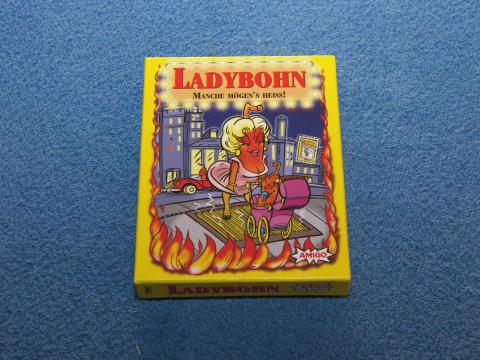 LADYBOHN
MANCHE MÖGEN'S HEISS!
AMIGO
LADYBOHN